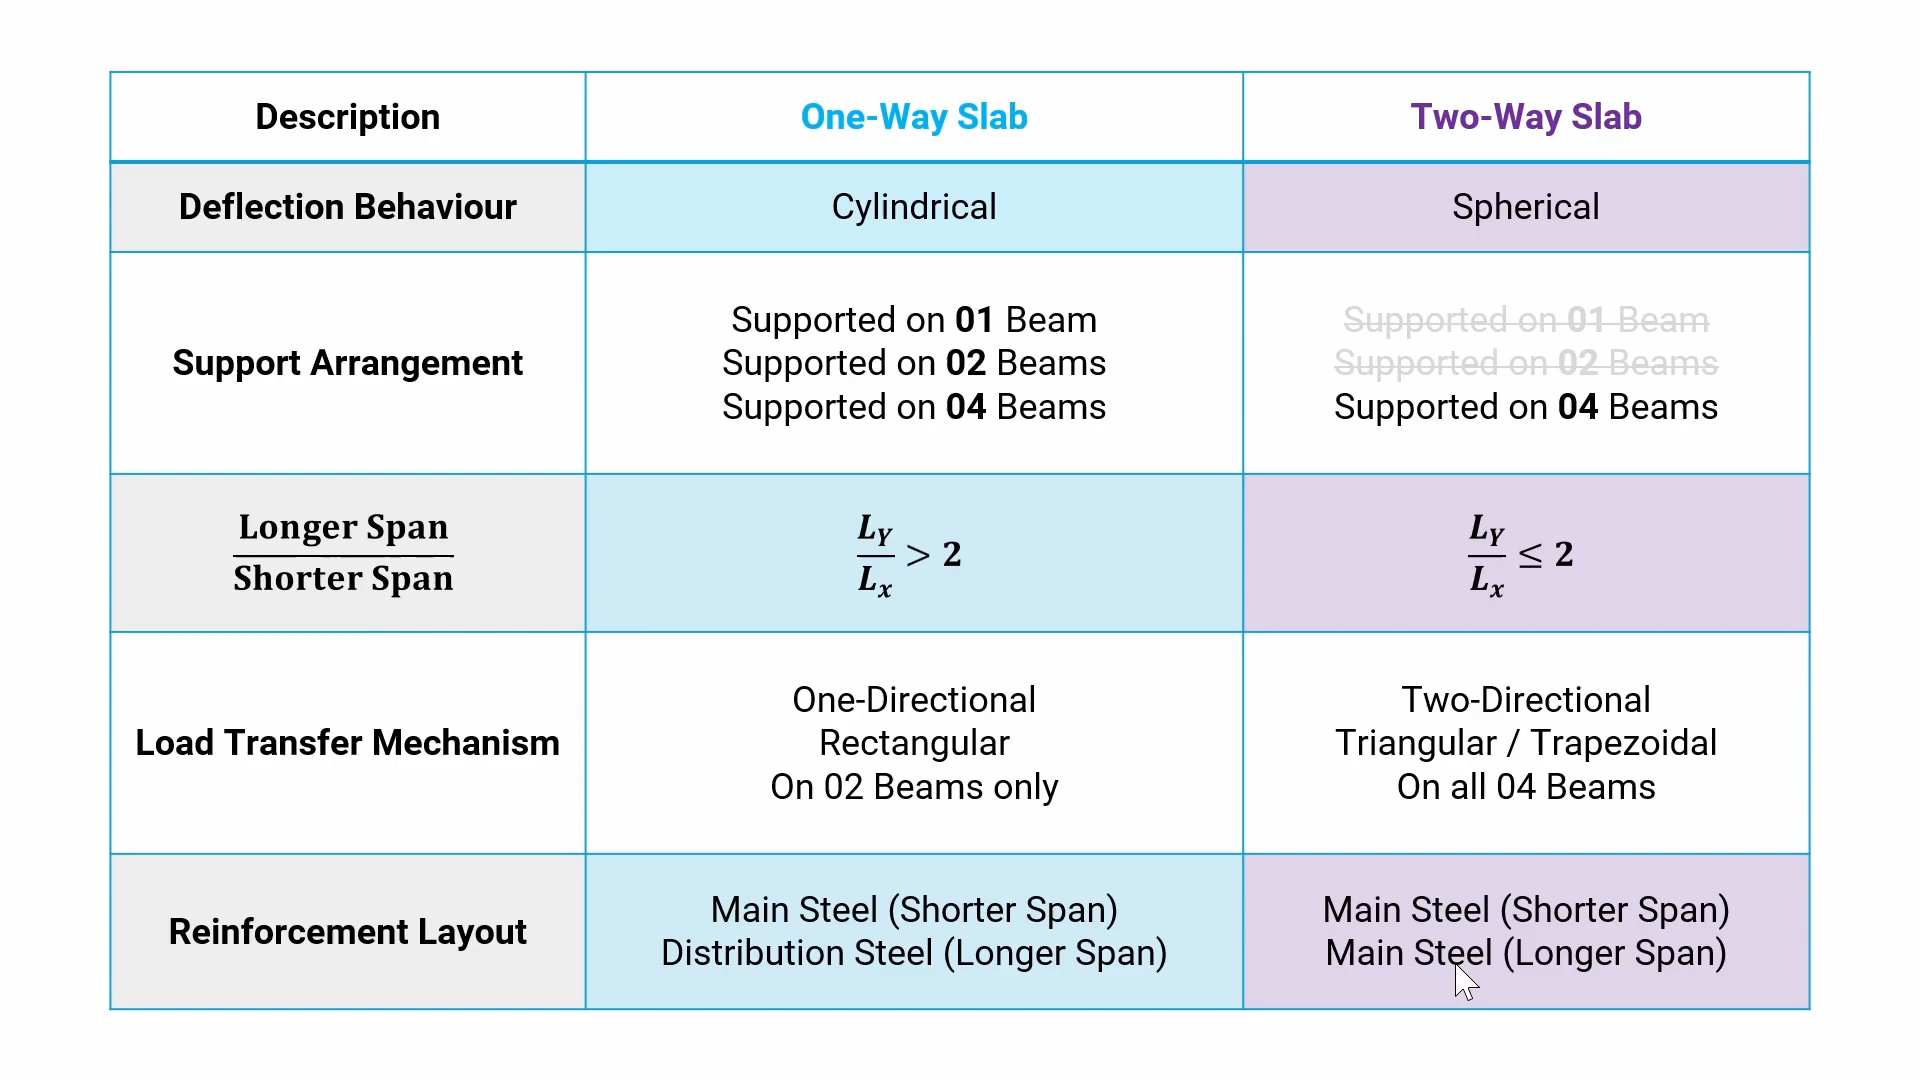 Description
One-Way Slab
Two-Way Slab
Deflection Behaviour
Cylindrical
Spherical
Support Arrangement
Supported on 01 Beam
Supported on 02 Beams
Supported on 04 Beams
Supported on 01 Beam
Supported on 02 Beams
Supported on 04 Beams
Longer Span
Shorter Span
L_Y / L_x > 2
L_Y / L_x ≤ 2
Load Transfer Mechanism
One-Directional
Rectangular
On 02 Beams only
Two-Directional
Triangular / Trapezoidal
On all 04 Beams
Reinforcement Layout
Main Steel (Shorter Span)
Distribution Steel (Longer Span)
Main Steel (Shorter Span)
Main Steel (Longer Span)